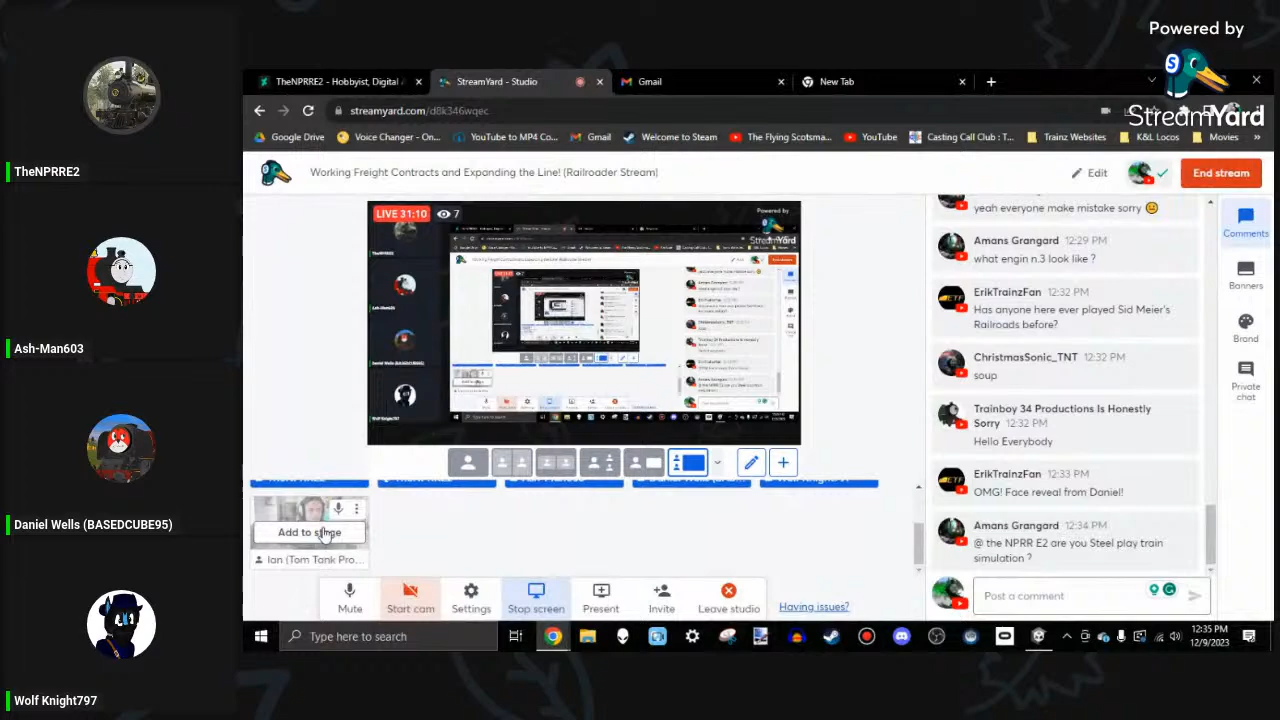 Powered by
StreamYard
TheNPRRE2 - Hobbyist, Digital A
StreamYard - Studio
Gmail
New Tab
streamyard.com/d8k346wqec
Google Drive
Voice Changer - On...
YouTube to MP4 Co...
Gmail
Welcome to Steam
The Flying Scotsma...
YouTube
Casting Call Club : T...
Trainz Websites
K&L Locos
Movies
»
Working Freight Contracts and Expanding the Line! (Railroader Stream)
Edit
End stream
TheNPRRE2
Ash-Man603
Daniel Wells (BASEDCUBE95)
Wolf Knight797
LIVE 31:10
7
Powered by
Add to stage
Ian (Tom Tank Pro...
yeah everyone make mistake sorry ☹
Amans Grangard 12:29 PM
what engin n.3 look like ?
ErikTrainzFan 12:32 PM
Has anyone here ever played Sid Meier's
Railroads before?
ChristmasSonic_TNT 12:32 PM
soup
Trainboy 34 Productions Is Honestly
Sorry 12:32 PM
Hello Everybody
ErikTrainzFan 12:33 PM
OMG! Face reveal from Daniel!
Amans Grangard 12:34 PM
@ the NPRR E2 are you Steel play train
simulation ?
Post a comment
Comments
Banners
Brand
Private
chat
Mute
Start cam
Settings
Stop screen
Present
Invite
Leave studio
Having issues?
Type here to search
12:35 PM
12/9/2023